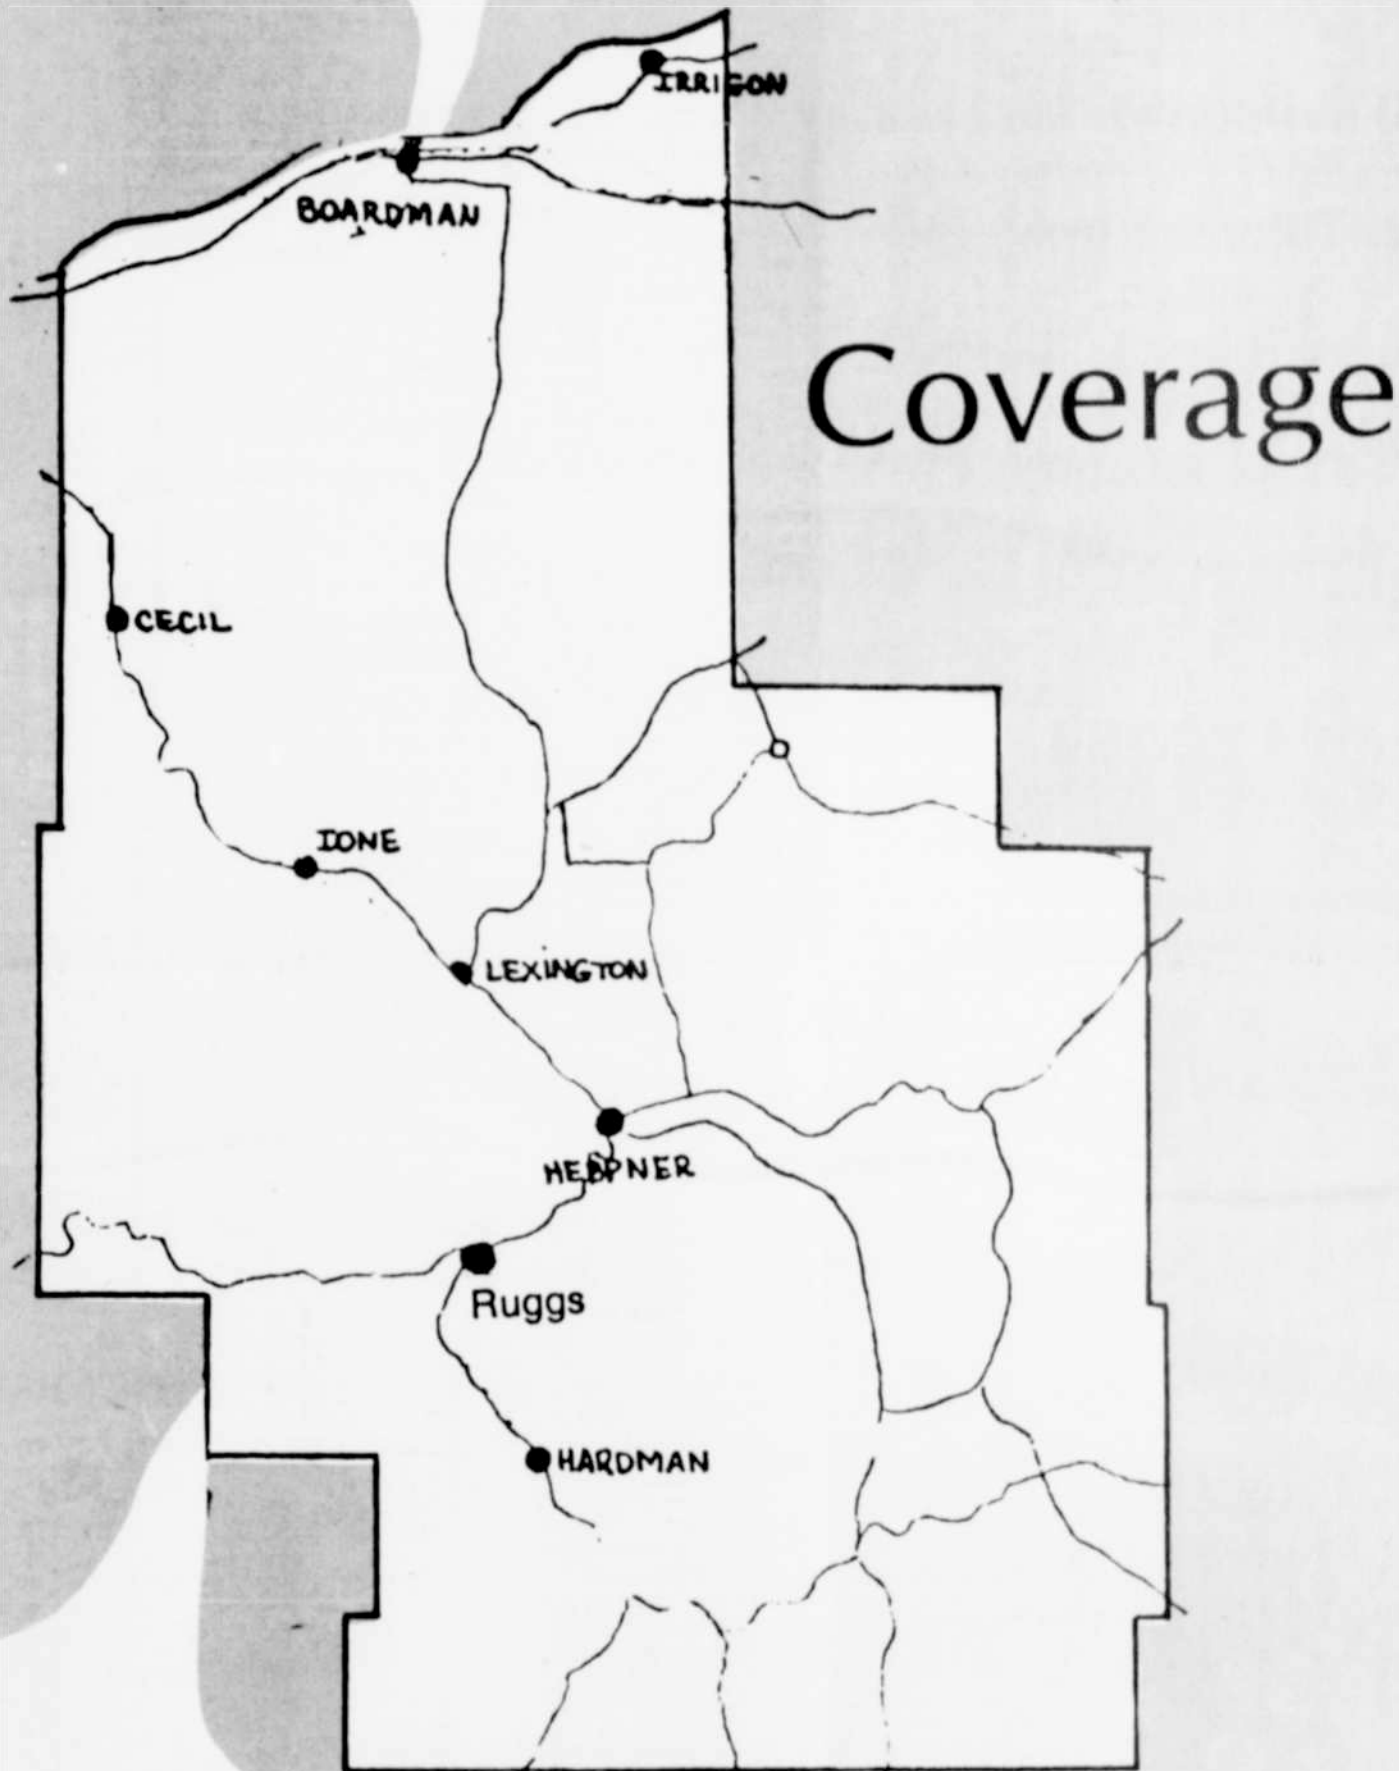 IRRIGON
BOARDMAN
Coverage
CECIL
IONE
LEXINGTON
HEPPNER
Ruggs
HARDMAN